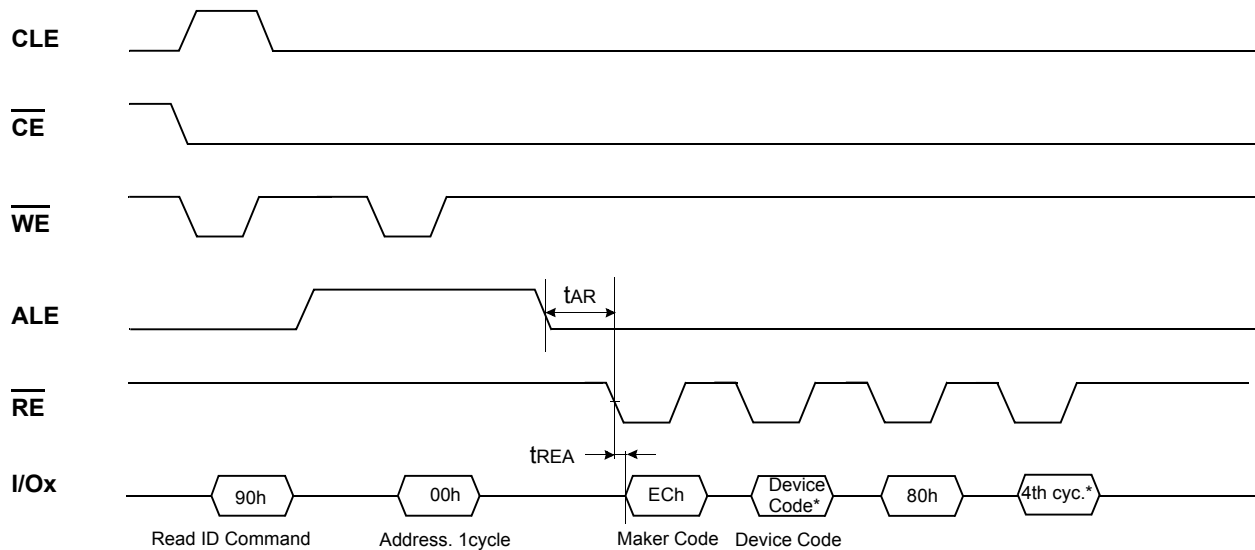 CLE
CE
WE
ALE
tAR
RE
tREA
I/Ox
90h
00h
ECh
Device
Code*
80h
4th cyc.*
Read ID Command
Address. 1cycle
Maker Code
Device Code